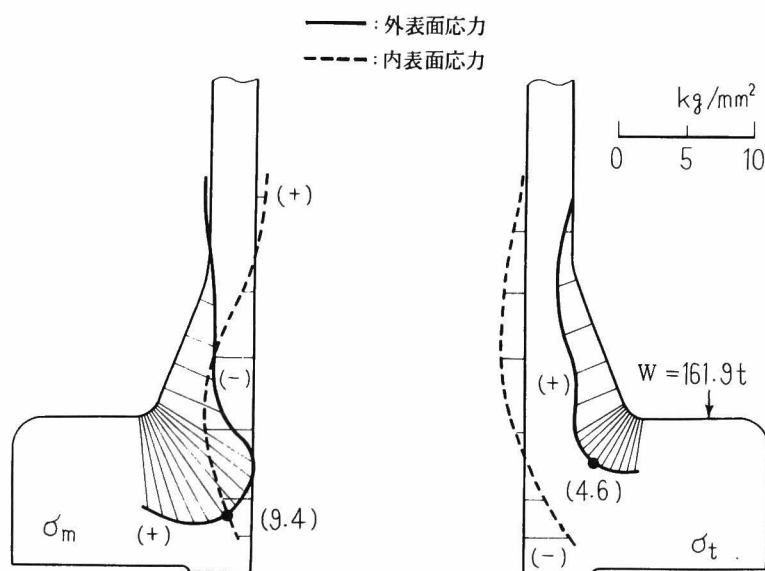 : 外表面応力
: 内表面応力
kg/mm²
0 5 10
(+)
(-)
(+)
W=161.9t
(4.6)
(9.4)
σm
(+)
(-)
σt